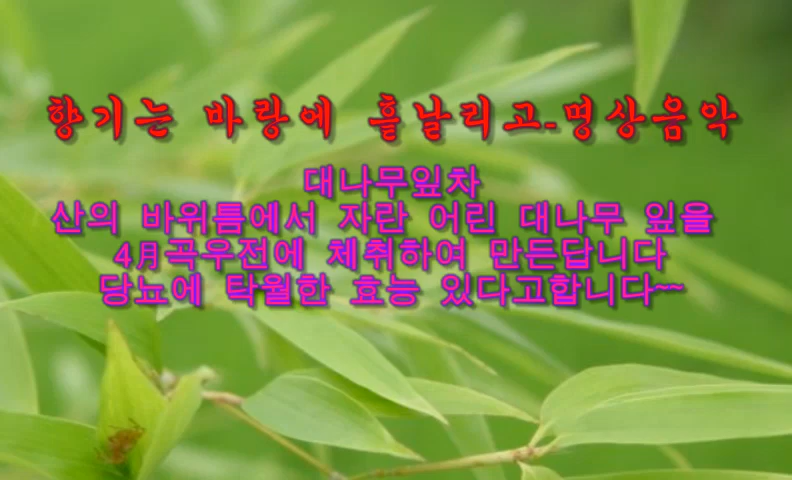 향기는 바람에 흩날리고-명상음악
대나무잎차
산의 바위틈에서 자란 어린 대나무 잎을
4月곡우전에 체취하여 만든답니다
당뇨에 탁월한 효능 있다고합니다~~